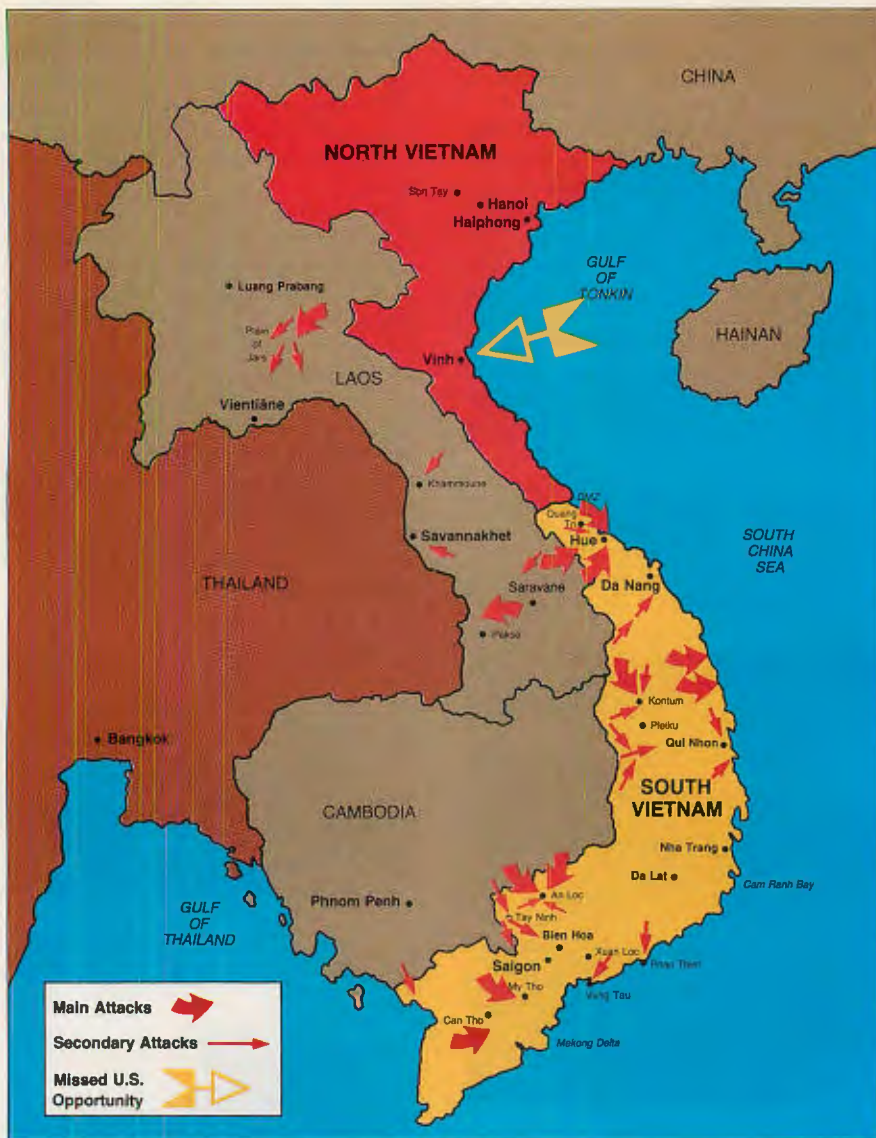 CHINA
NORTH VIETNAM
Son Tay
Hanoi
Haiphong
GULF
OF
TONKIN
Luang Prabang
HAINAN
Plain
of
Jars
Vinh
LAOS
Vientiâne
Khammoune
DMZ
Quang
Tri
Savannakhet
Hue
SOUTH
CHINA
SEA
THAILAND
Saravane
Da Nang
Pakse
Kontum
Pleiku
Bangkok
Qui Nhon
SOUTH
VIETNAM
CAMBODIA
Nha Trang
Da Lat
Cam Ranh Bay
An Loc
Phnom Penh
GULF
OF
THAILAND
Tay Ninh
Bien Hoa
Xuan Loc
Saigon
Phan Thiet
My Tho
Vung Tau
Can Tho
Mekong Delta
Main Attacks
Secondary Attacks
Missed U.S.
Opportunity